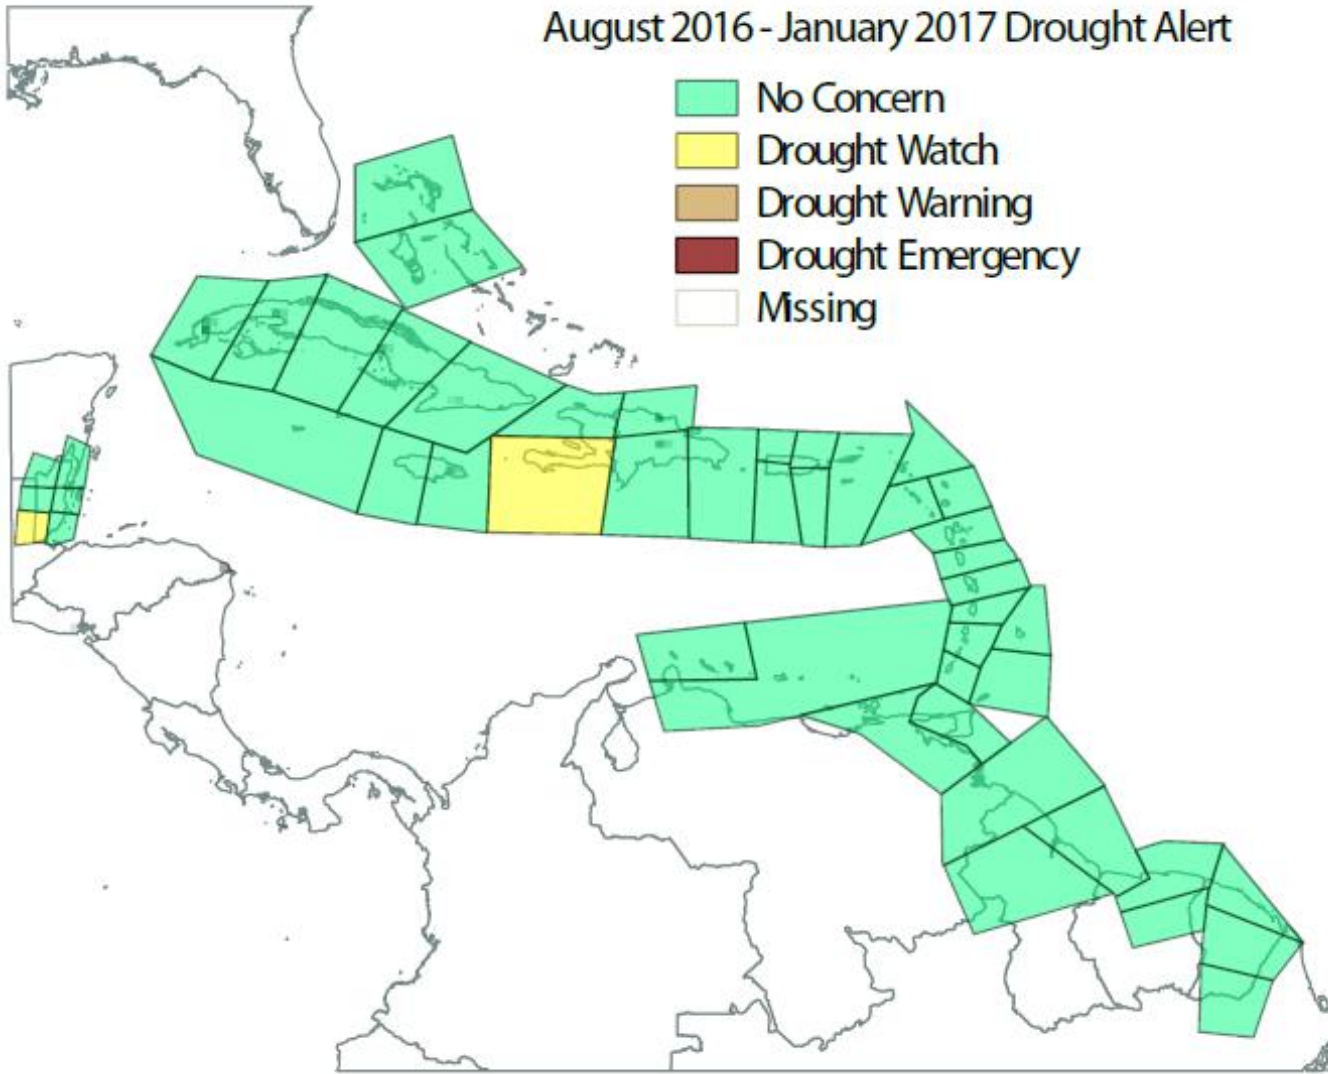 August 2016 - January 2017 Drought Alert
No Concern
Drought Watch
Drought Warning
Drought Emergency
Missing